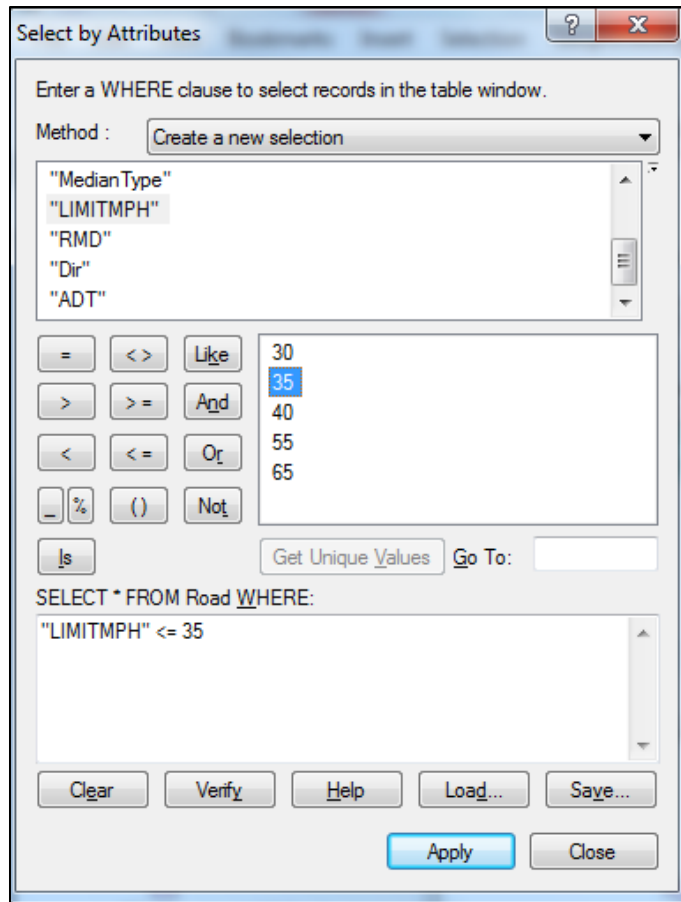 Select by Attributes
Enter a WHERE clause to select records in the table window.
Method : Create a new selection
"MedianType"
"LIMITMPH"
"RMD"
"Dir"
"ADT"
= < > Like
> > = And
< < = Or
_ % ( ) Not
Is
30
35
40
55
65
Get Unique Values Go To:
SELECT * FROM Road WHERE:
"LIMITMPH" <= 35
Clear Verify Help Load... Save...
Apply Close